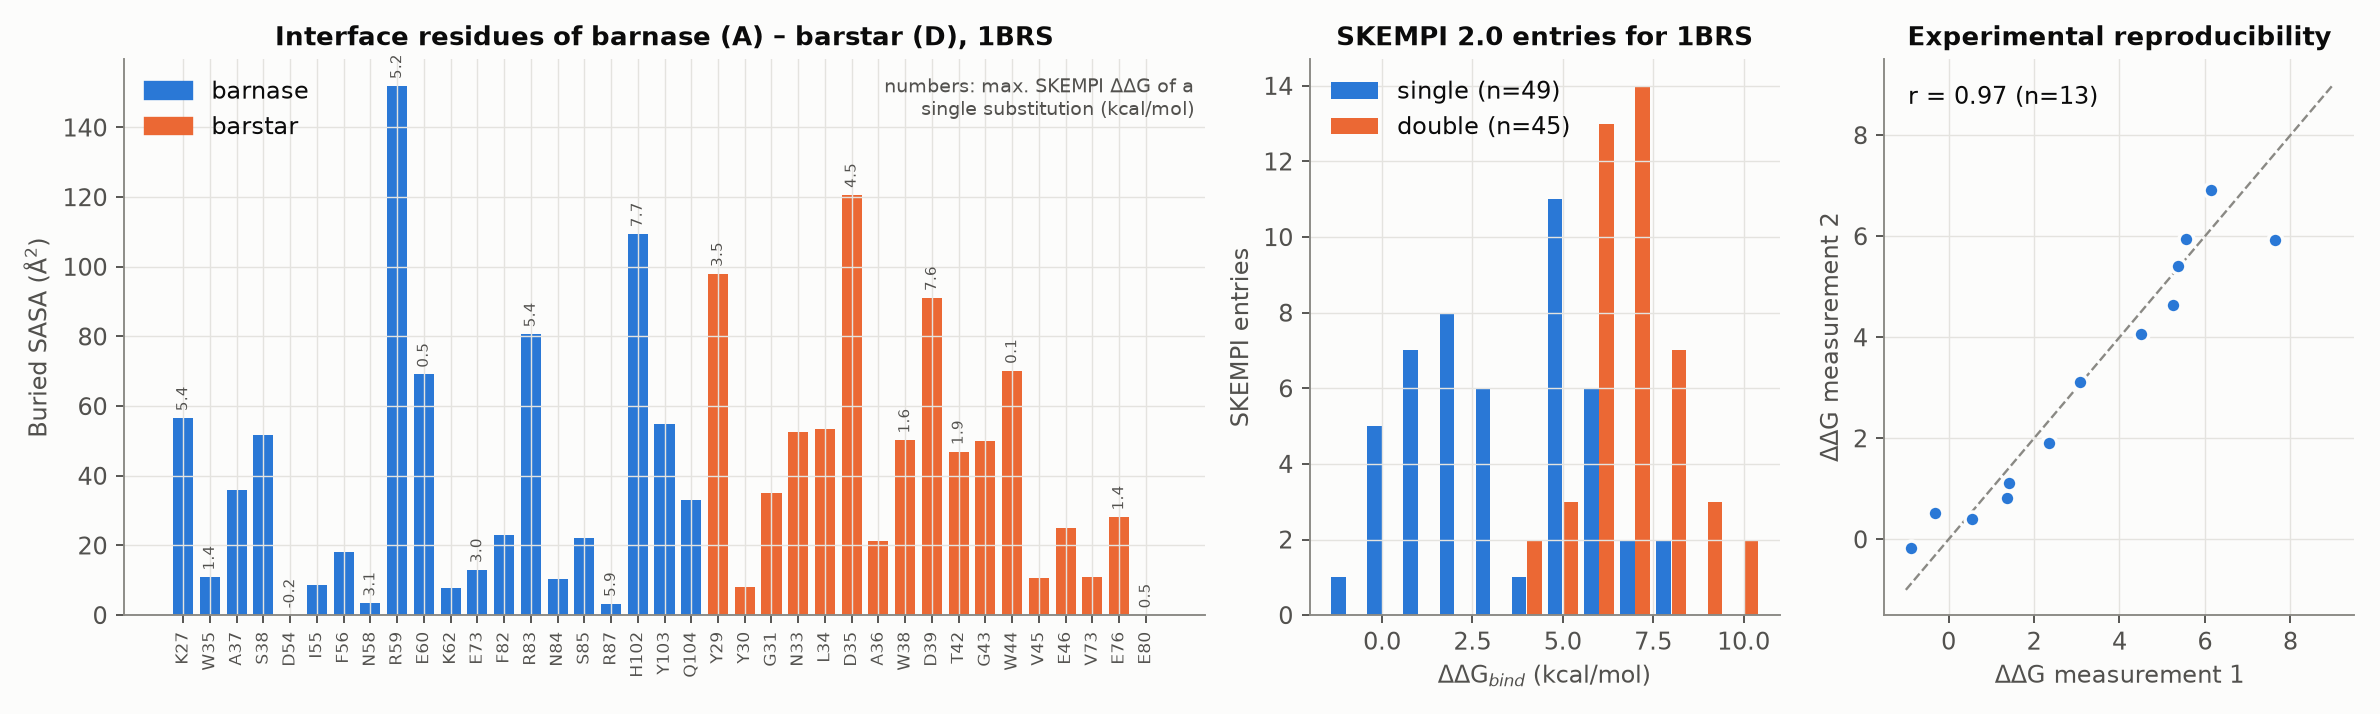 Interface residues of barnase (A) – barstar (D), 1BRS
barnase
barstar
numbers: max. SKEMPI ΔΔG of a
single substitution (kcal/mol)
Buried SASA (Å²)
140
120
100
80
60
40
20
0
5.4
1.4
-0.2
3.1
5.2
0.5
3.0
5.4
5.9
7.7
3.5
4.5
1.6
7.6
1.9
0.1
1.4
0.5
K27
W35
A37
S38
D54
I55
F56
N58
R59
E60
K62
E73
F82
R83
N84
S85
R87
H102
Y103
Q104
Y29
Y30
G31
N33
L34
D35
A36
W38
D39
T42
G43
W44
V45
E46
V73
E76
E80
SKEMPI 2.0 entries for 1BRS
single (n=49)
double (n=45)
SKEMPI entries
14
12
10
8
6
4
2
0
0.0 2.5 5.0 7.5 10.0
ΔΔG_bind (kcal/mol)
Experimental reproducibility
r = 0.97 (n=13)
ΔΔG measurement 2
8
6
4
2
0
0 2 4 6 8
ΔΔG measurement 1